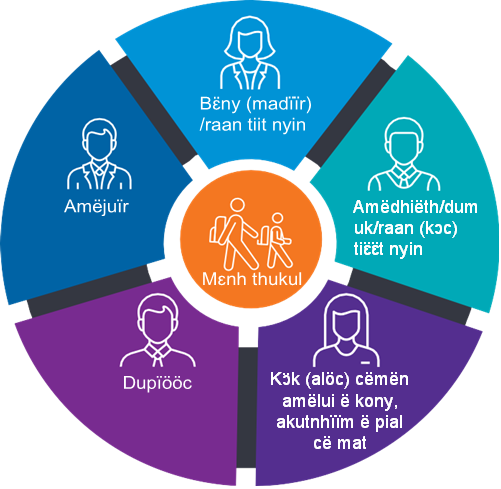 Bɛ̈ny (madïïr)
/raan tiit nyin
Amëdhiëth/dum
uk/raan (kɔc)
tiɛ̈ɛ̈t nyin
Kɔ̌k (alöc) cëmën
amëlui ë kony,
akutnhïïm ë pial
cë mat
Dupïööc
Amëjuïr
Mɛnh thukul